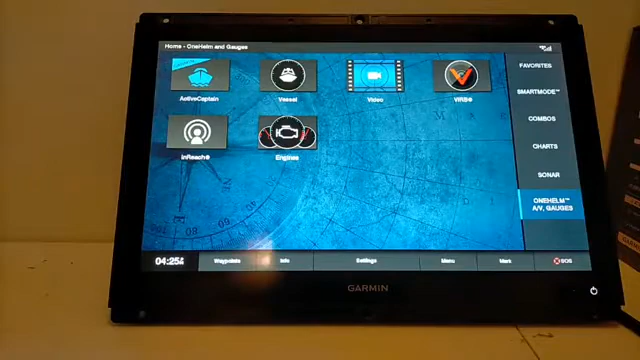 Home - OneHelm and Gauges
FAVORITES
SMARTMODE™
COMBOS
CHARTS
SONAR
ONEHELM™
A/V, GAUGES
ActiveCaptain
Vessel
Video
VIRB®
inReach®
Engines
04:25
Waypoints
Info
Settings
Menu
Mark
SOS
GARMIN